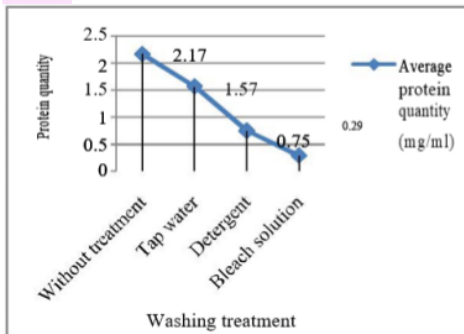 2.5
2
1.5
1
0.5
0
Protein quantity
2.17
1.57
0.75
0.29
Average
protein
quantity
(mg/ml)
Without treatment
Tap water
Detergent
Bleach solution
Washing treatment